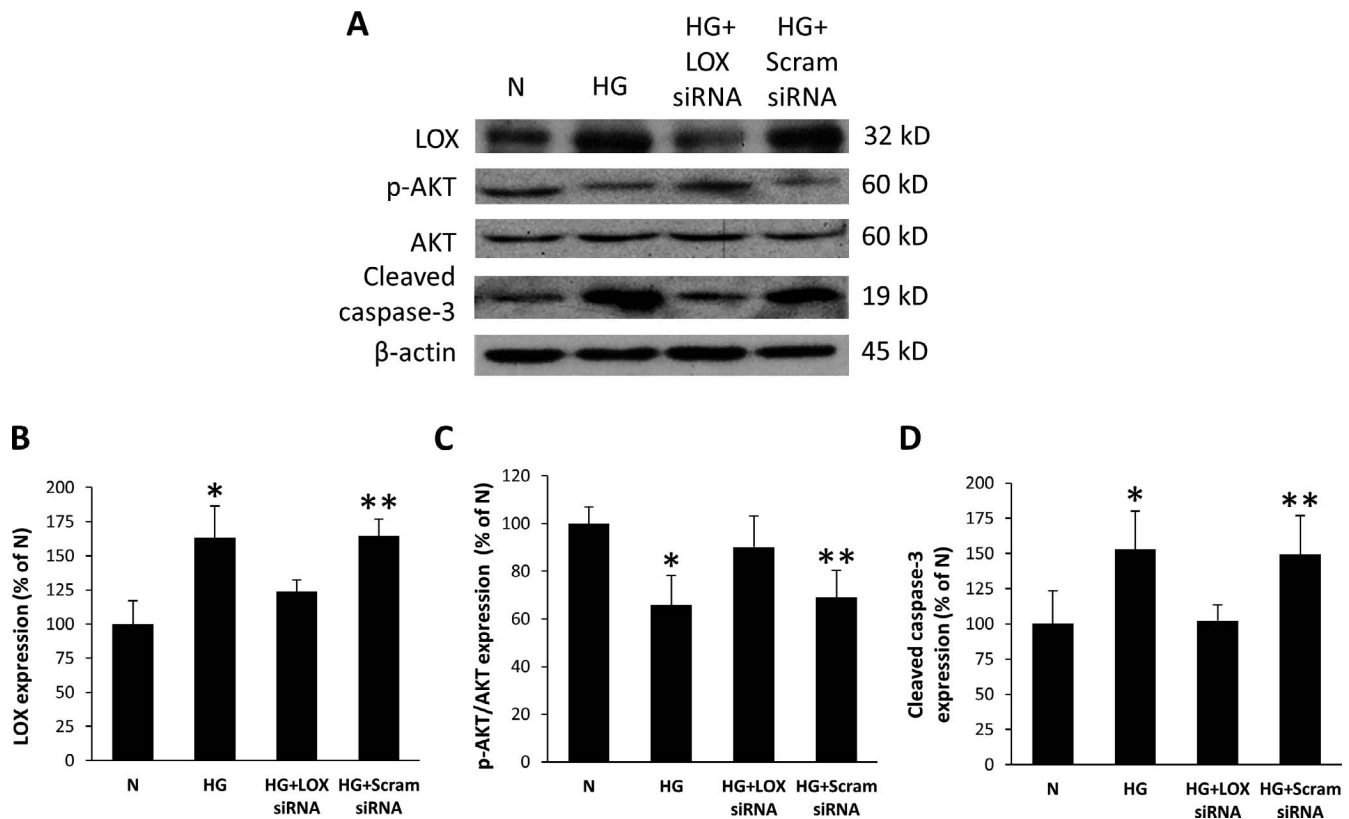 A
N
HG
HG+
LOX
siRNA
HG+
Scram
siRNA
LOX
32 kD
p-AKT
60 kD
AKT
60 kD
Cleaved
caspase-3
19 kD
β-actin
45 kD
B
LOX expression (% of N)
200
175
150
125
100
75
50
25
0
*
**
N
HG
HG+LOX
siRNA
HG+Scram
siRNA
C
p-AKT/AKT expression (% of N)
120
100
80
60
40
20
0
*
**
N
HG
HG+LOX
siRNA
HG+Scram
siRNA
D
Cleaved caspase-3
expression (% of N)
200
175
150
125
100
75
50
25
0
*
**
N
HG
HG+LOX
siRNA
HG+Scram
siRNA